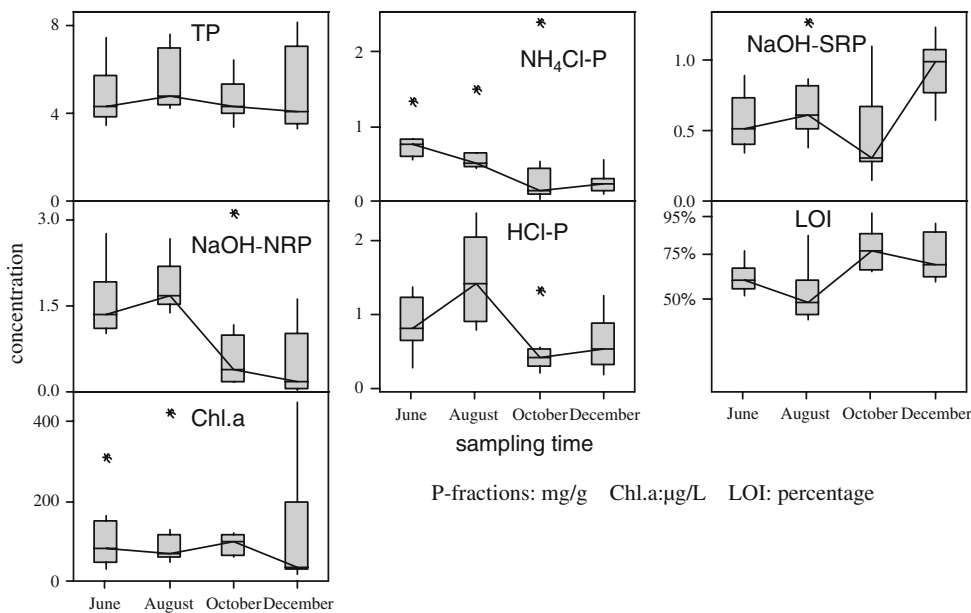 8
4
0
TP
2
1
0
NH₄Cl-P
1.0
0.5
0.0
NaOH-SRP
concentration
3.0
1.5
0.0
NaOH-NRP
2
1
0
HCl-P
95%
75%
50%
LOI
June August October December
sampling time
June August October December
400
200
0
Chl.a
June August October December
P-fractions: mg/g Chl.a:µg/L LOI: percentage